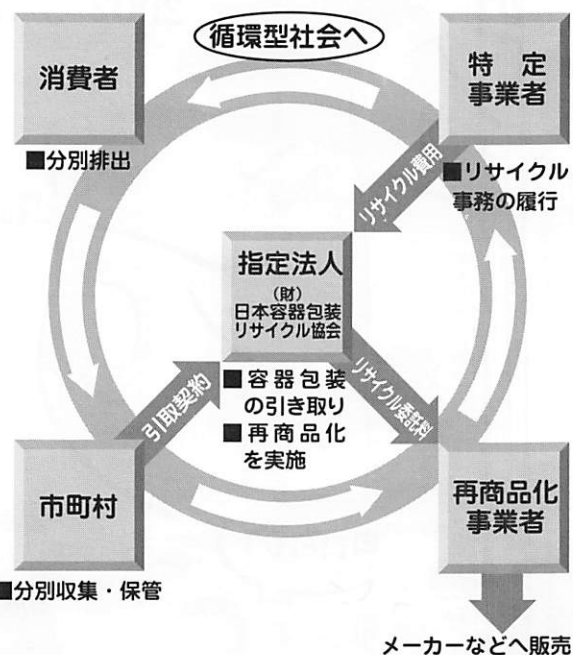 循環型社会へ
消費者
■分別排出
特 定
事業者
■リサイクル
事務の履行
リサイクル費用
指定法人
(財)
日本容器包装
リサイクル協会
■容器包装
の引き取り
■再商品化
を実施
引取契約
リサイクル委託料
市町村
■分別収集・保管
再商品化
事業者
メーカーなどへ販売